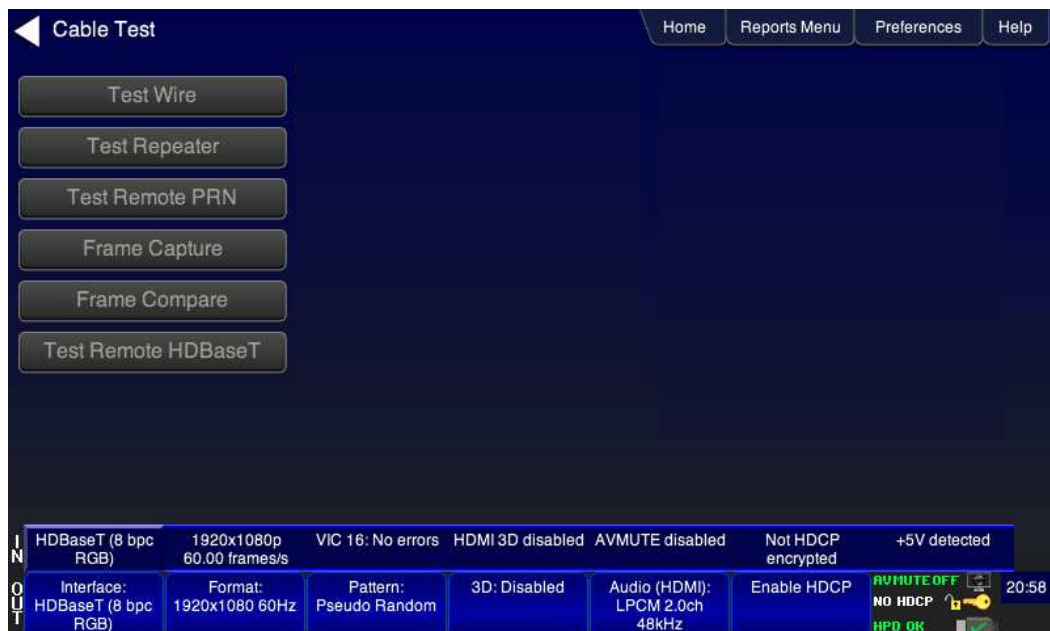 Cable Test
Home
Reports Menu
Preferences
Help
Test Wire
Test Repeater
Test Remote PRN
Frame Capture
Frame Compare
Test Remote HDBaseT
IN
HDBaseT (8 bpc
RGB)
1920x1080p
60.00 frames/s
VIC 16: No errors
HDMI 3D disabled
AVMUTE disabled
Not HDCP
encrypted
+5V detected
OUT
Interface:
HDBaseT (8 bpc
RGB)
Format:
1920x1080 60Hz
Pattern:
Pseudo Random
3D: Disabled
Audio (HDMI):
LPCM 2.0ch
48kHz
Enable HDCP
AVMUTE OFF
NO HDCP
HPD OK
20:58